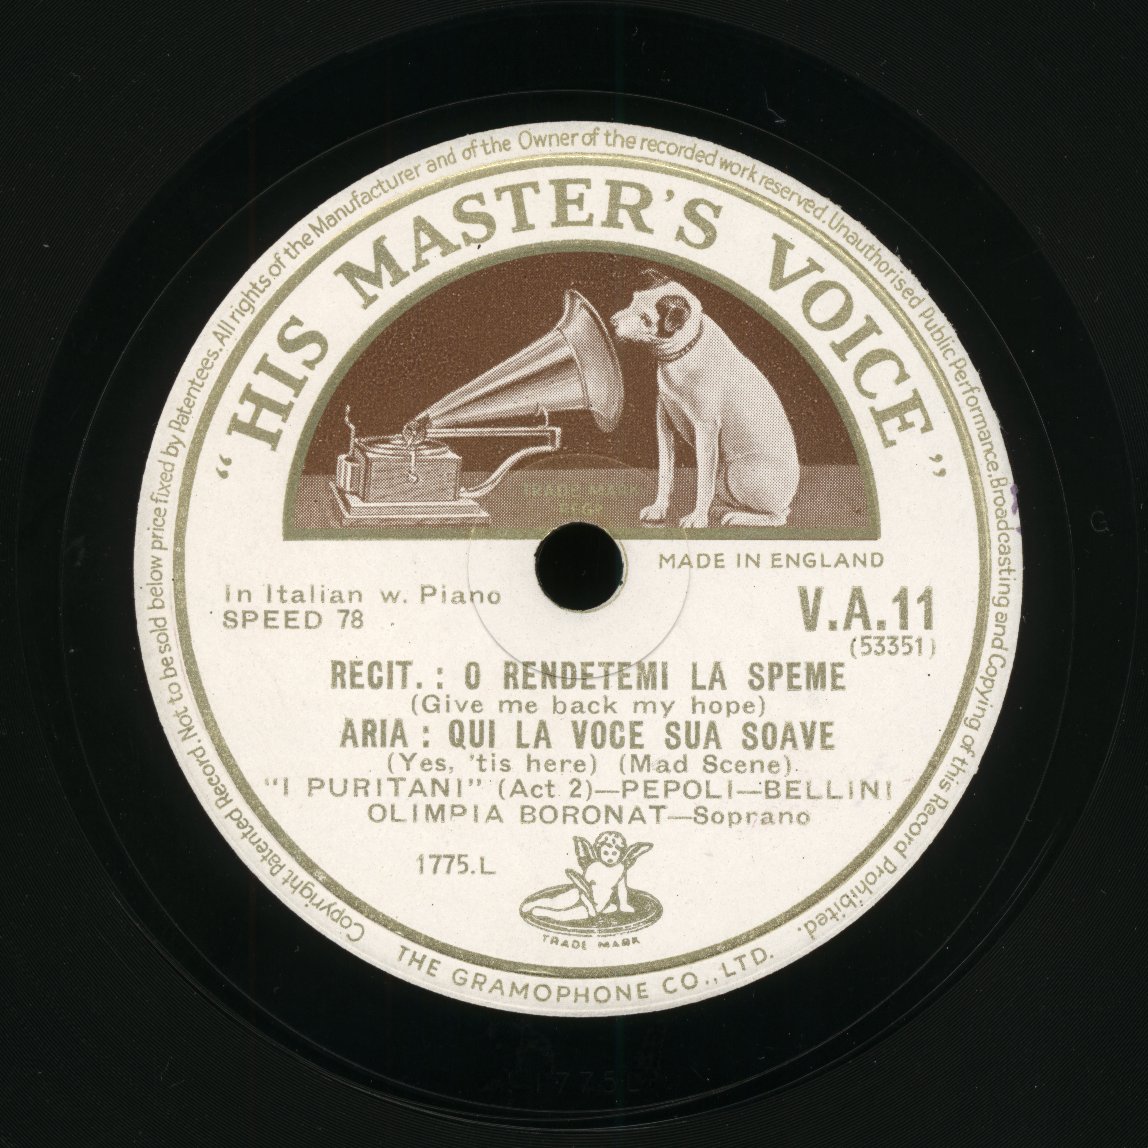 Copyright Patented Record. Not to be sold below price fixed by Patentees. All rights of the Manufacturer and of the Owner of the recorded work reserved. Unauthorised Public Performance, Broadcasting and Copying of this Record Prohibited.
"HIS MASTER'S VOICE"
MADE IN ENGLAND
In Italian w. Piano
SPEED 78
V.A.11
(53351)
RECIT. : O RENDETEMI LA SPEME
(Give me back my hope)
ARIA : QUI LA VOCE SUA SOAVE
(Yes, 'tis here) (Mad Scene)
"I PURITANI" (Act 2)—PEPOLI—BELLINI
OLIMPIA BORONAT—Soprano
1775.L
TRADE MARK
THE GRAMOPHONE CO., LTD.